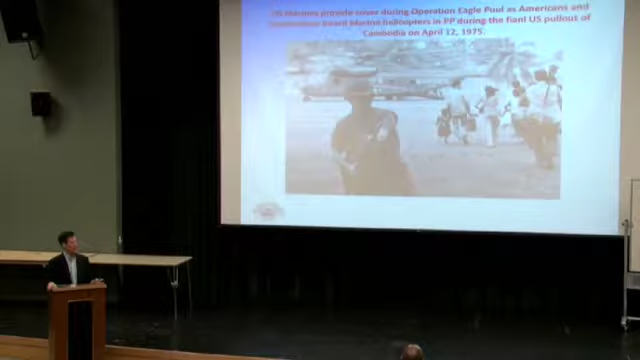 US Marines provide cover during Operation Eagle Pull as Americans and
board Marine helicopters in PP during the fianl US pullout of
Cambodia on April 12, 1975.